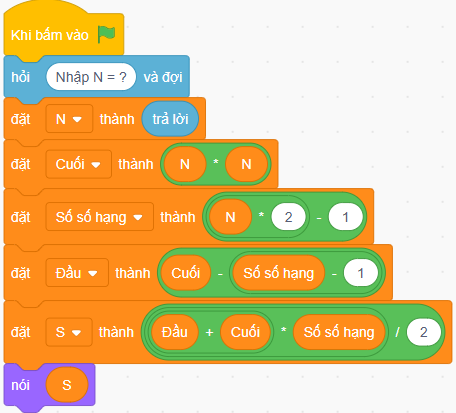 Khi bấm vào
hỏi Nhập N = ? và đợi
đặt N thành trả lời
đặt Cuối thành N * N
đặt Số số hạng thành N * 2 - 1
đặt Đầu thành Cuối - Số số hạng - 1
đặt S thành Đầu + Cuối * Số số hạng / 2
nói S